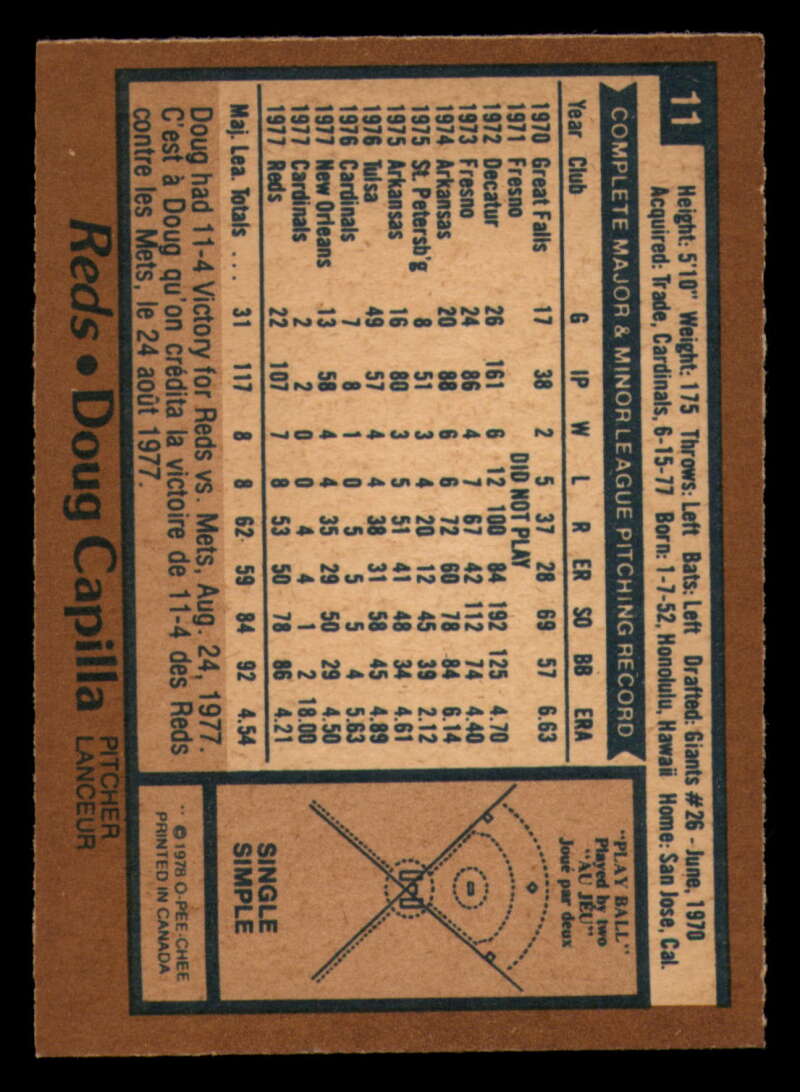 11
Height: 5'10" Weight: 175 Throws: Left Bats: Left Drafted: Giants #26 - June, 1970
Acquired: Trade, Cardinals, 6-15-77 Born: 1-7-52, Honolulu, Hawaii Home: San Jose, Cal.
COMPLETE MAJOR & MINOR LEAGUE PITCHING RECORD
Year Club G IP W L R ER SO BB ERA
1970 Great Falls 17 38 2 5 37 28 69 57 6.63
1971 Fresno DID NOT PLAY
1972 Decatur 26 161 6 12 100 84 192 125 4.70
1973 Fresno 24 86 4 7 67 42 112 74 4.40
1974 Arkansas 20 88 6 6 72 60 78 84 6.14
1975 St. Petersb'g 8 51 3 4 20 12 45 39 2.12
1975 Arkansas 16 80 3 5 51 41 48 34 4.61
1976 Tulsa 49 57 4 4 38 31 58 45 4.89
1976 Cardinals 7 8 1 0 5 5 5 4 5.63
1977 New Orleans 13 58 4 4 35 29 50 29 4.50
1977 Cardinals 2 2 0 0 4 4 1 2 18.00
1977 Reds 22 107 7 8 53 50 78 86 4.21
Maj. Lea. Totals ... 31 117 8 8 62 59 84 92 4.54
Doug had 11-4 Victory for Reds vs. Mets, Aug. 24, 1977.
C'est à Doug qu'on crédita la victoire de 11-4 des Reds
contre les Mets, le 24 août 1977.
"PLAY BALL"
Played by two
"AU JEU"
Joué par deux
SINGLE
SIMPLE
** © 1978 O-PEE-CHEE
PRINTED IN CANADA
Reds • Doug Capilla PITCHER
LANCEUR